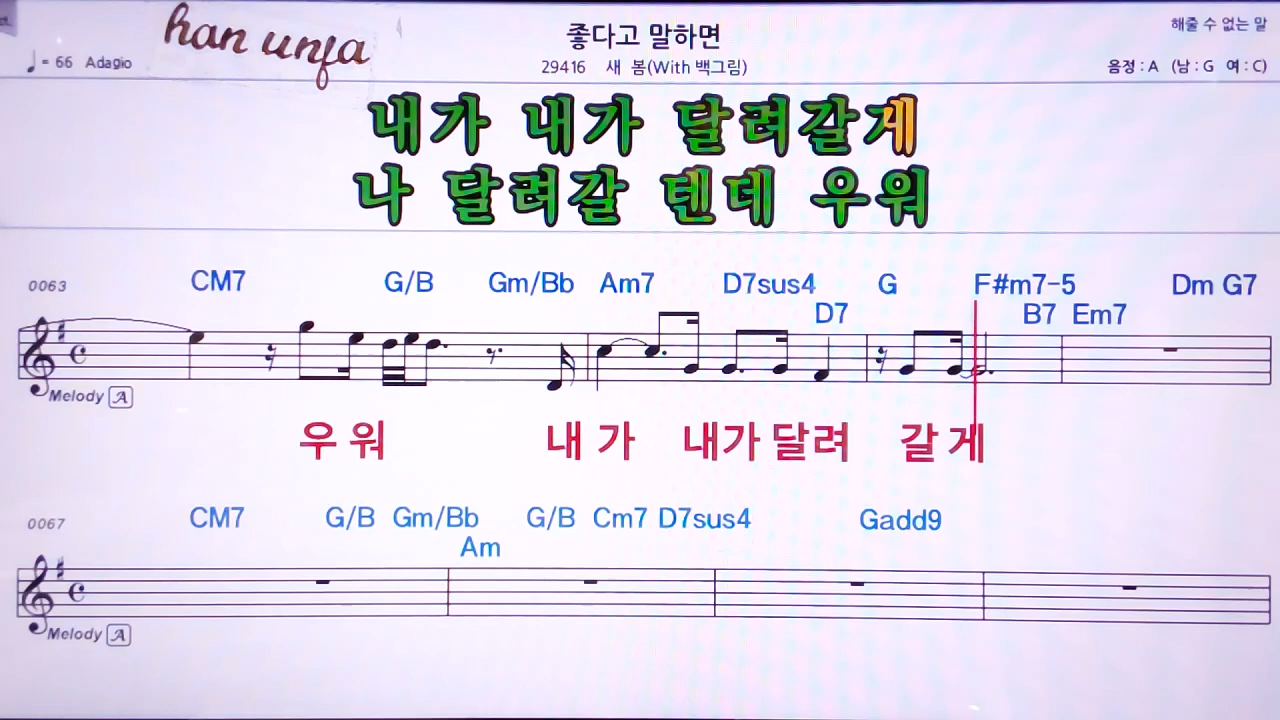 han unfa
좋다고 말하면
해줄 수 없는 말
♩= 66 Adagio
29416 새 봄(With 백그림)
음정 : A (남 : G 여 : C)
내가 내가 달려갈게
나 달려갈 텐데 우워
0063 CM7 G/B Gm/Bb Am7 D7sus4 G F#m7-5 Dm G7
D7 B7 Em7
Melody A
우 워 내 가 내가 달려 갈 게
0067 CM7 G/B Gm/Bb G/B Cm7 D7sus4 Gadd9
Am
Melody A